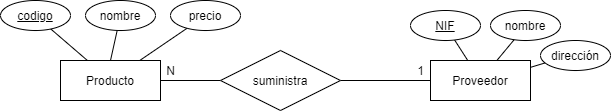 codigo
nombre
precio
NIF
nombre
dirección
Producto
N
suministra
1
Proveedor